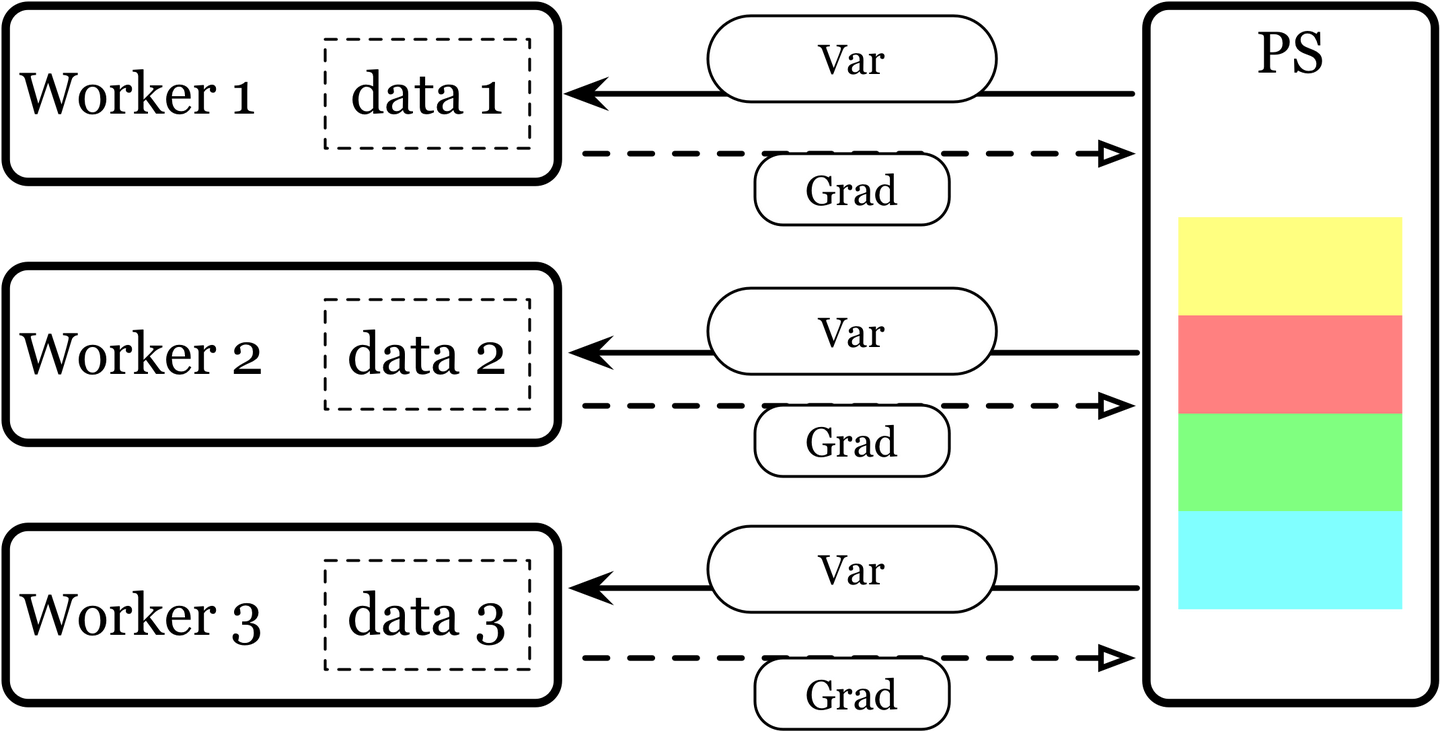 Worker 1
data 1
Var
Grad
PS
Worker 2
data 2
Var
Grad
Worker 3
data 3
Var
Grad